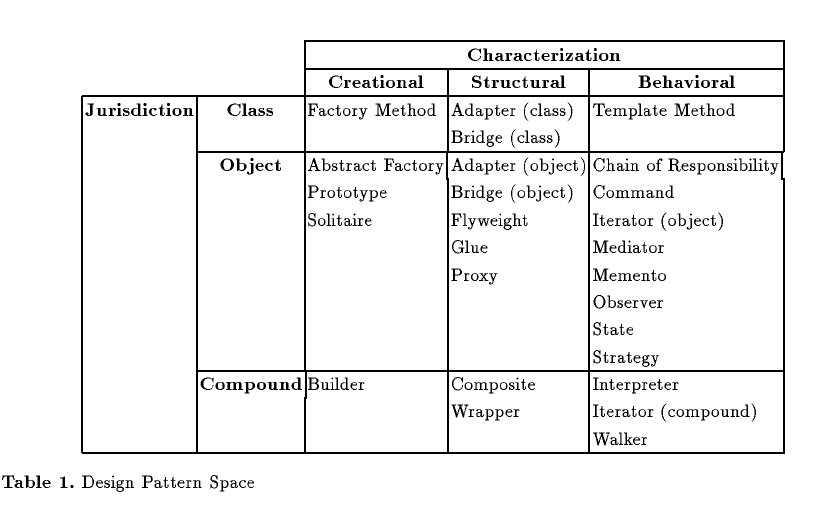 Characterization
Creational Structural Behavioral
Jurisdiction Class Factory Method Adapter (class) Template Method
Bridge (class)
Object Abstract Factory Adapter (object) Chain of Responsibility
Prototype Bridge (object) Command
Solitaire Flyweight Iterator (object)
Glue Mediator
Proxy Memento
Observer
State
Strategy
Compound Builder Composite Interpreter
Wrapper Iterator (compound)
Walker
Table 1. Design Pattern Space